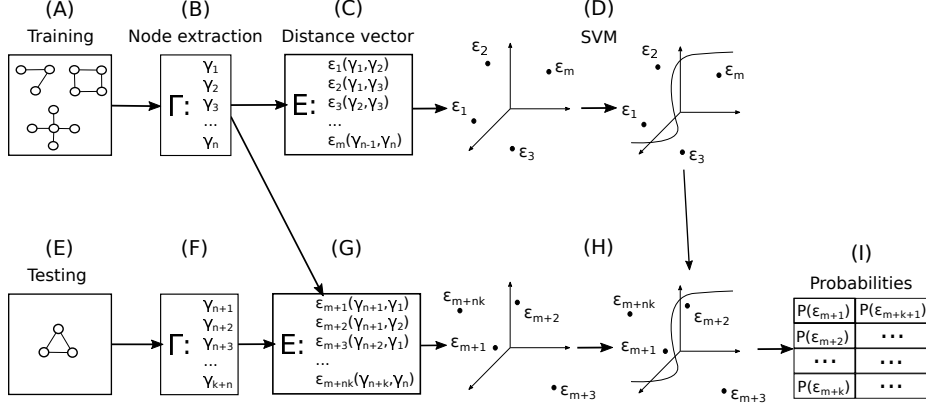 (A)
(B)
(C)
(D)
Training
Node extraction
Distance vector
SVM
Γ:
γ1
γ2
γ3
...
γn
E:
ε1(γ1,γ2)
ε2(γ1,γ3)
ε3(γ2,γ3)
...
εm(γn-1,γn)
ε2
εm
ε1
ε3
ε2
εm
ε1
ε3
(E)
(F)
(G)
(H)
(I)
Testing
Probabilities
Γ:
γn+1
γn+2
γn+3
...
γk+n
E:
εm+1(γn+1,γ1)
εm+2(γn+1,γ2)
εm+3(γn+2,γ1)
...
εm+nk(γn+k,γn)
εm+nk
εm+2
εm+1
εm+3
εm+nk
εm+2
εm+1
εm+3
P(εm+1) P(εm+k+1)
P(εm+2) ...
... ...
P(εm+k) ...